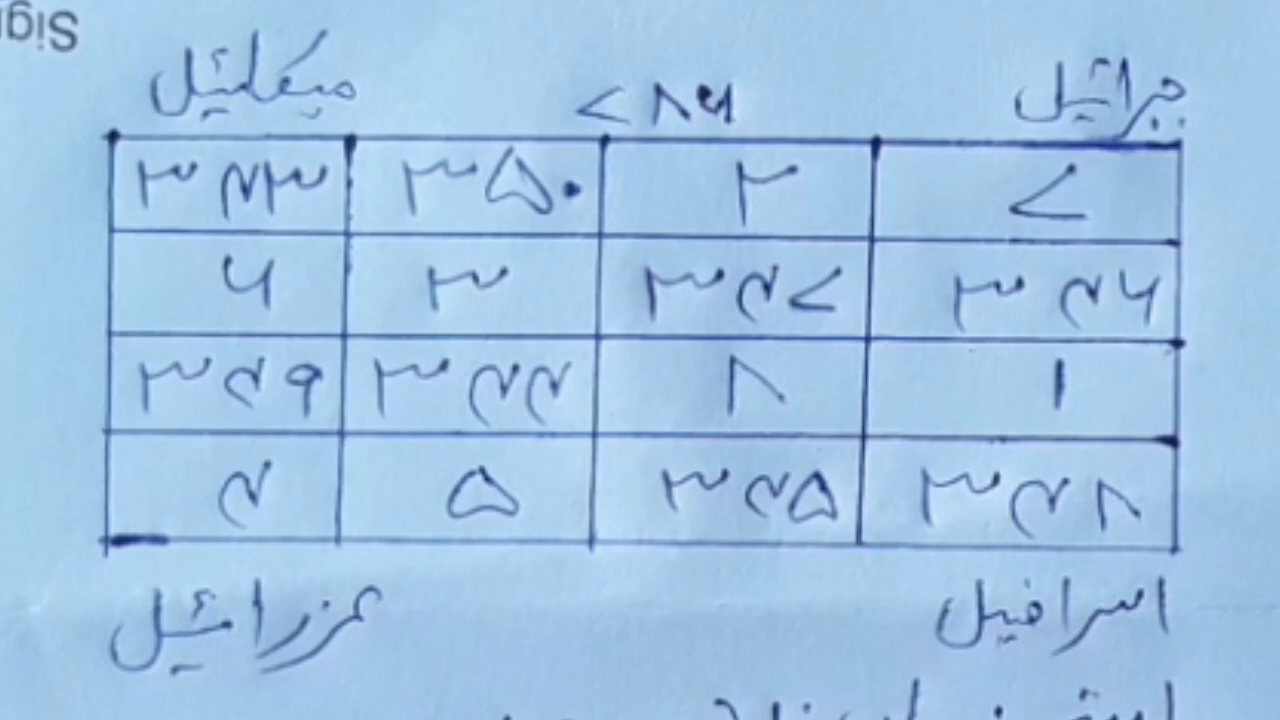 جبرائیل ۷۸۶ میکائیل
۷ ۲ ۳۵۰ ۳۴۳
۳۴۶ ۳۴۷ ۳ ۶
۱ ۸ ۳۴۴ ۳۴۹
۳۴۸ ۳۴۵ ۵ ۴
اسرافیل عزرائیل